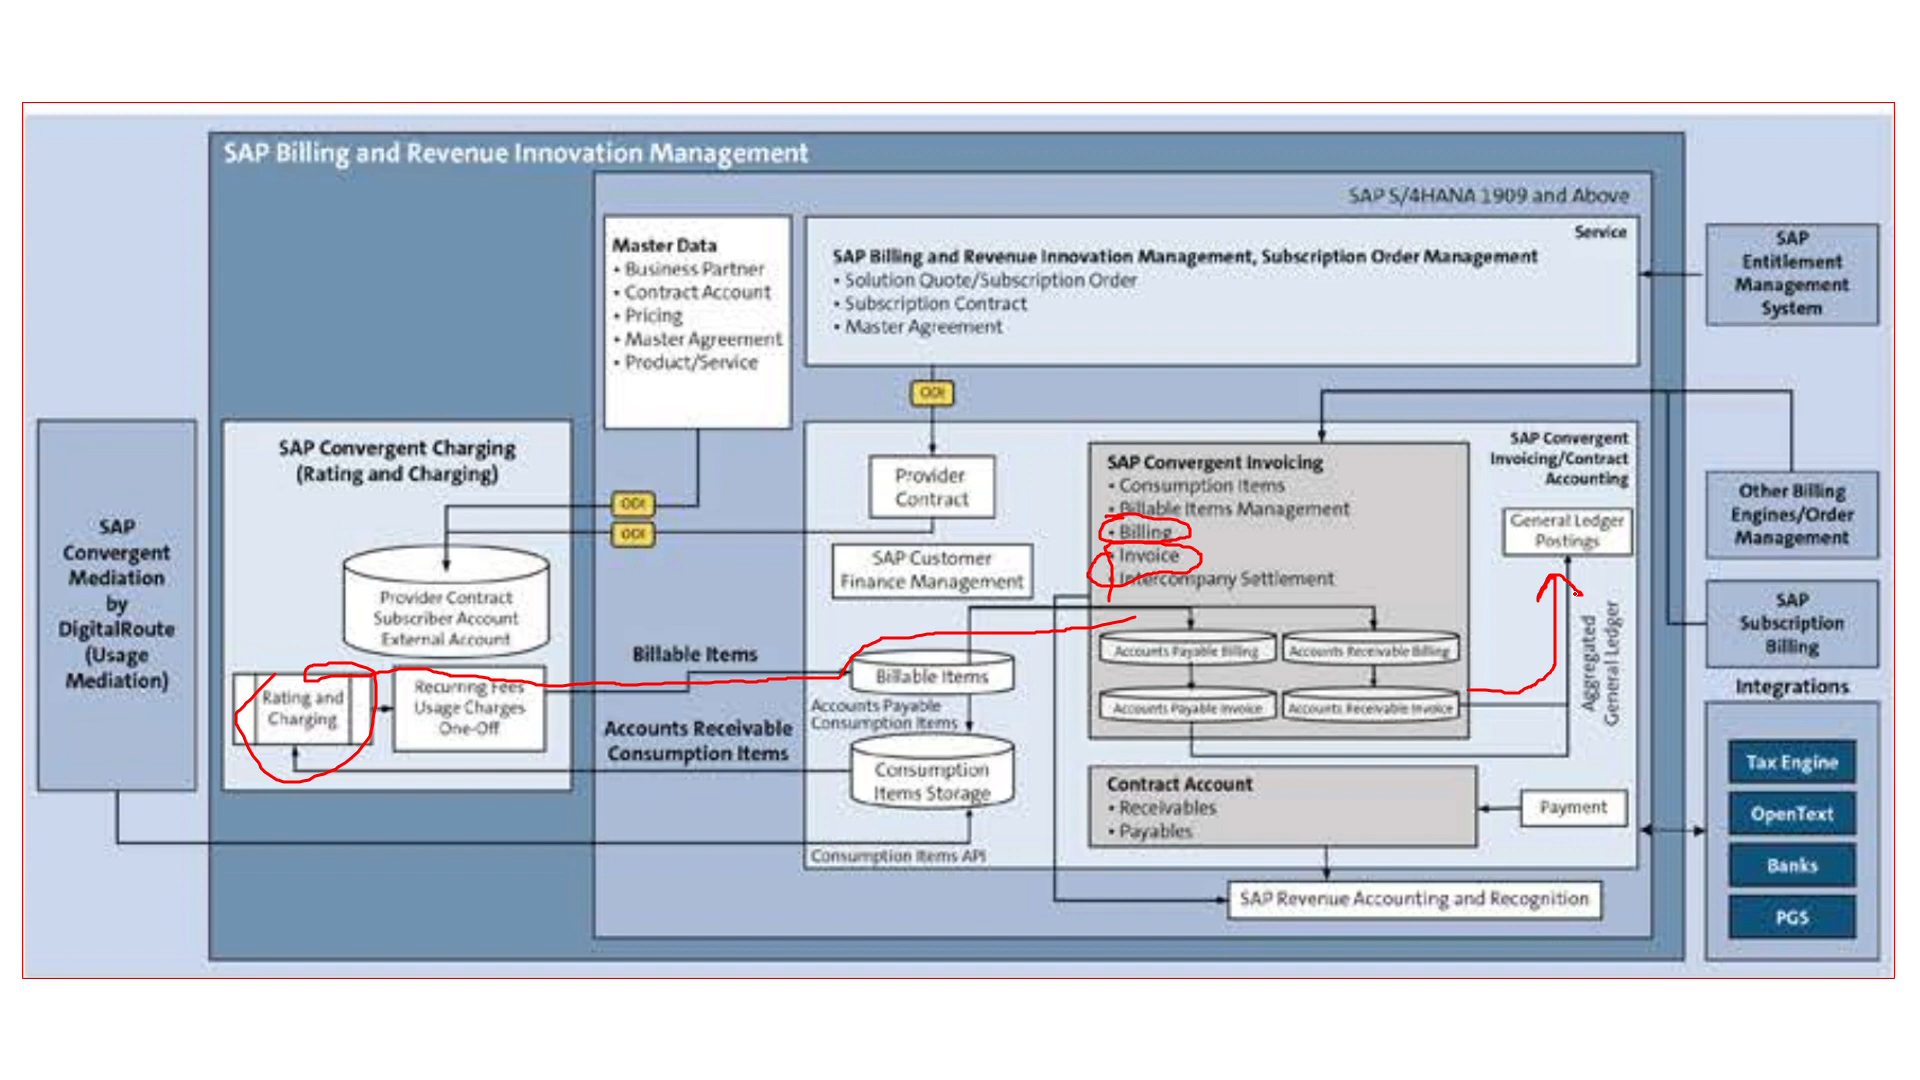 SAP Billing and Revenue Innovation Management
SAP S/4HANA 1909 and Above
Master Data
• Business Partner
• Contract Account
• Pricing
• Master Agreement
• Product/Service
Service
SAP Billing and Revenue Innovation Management, Subscription Order Management
• Solution Quote/Subscription Order
• Subscription Contract
• Master Agreement
SAP
Entitlement
Management
System
ODI
SAP Convergent
Mediation
by
DigitalRoute
(Usage
Mediation)
SAP Convergent Charging
(Rating and Charging)
ODI
ODI
Provider Contract
Subscriber Account
External Account
Rating and
Charging
Recurring Fees
Usage Charges
One-Off
Billable Items
Accounts Receivable
Consumption Items
Provider
Contract
SAP Customer
Finance Management
Billable Items
Accounts Payable
Consumption Items
Consumption
Items Storage
Consumption Items API
SAP Convergent Invoicing
• Consumption Items
• Billable Items Management
• Billing
• Invoice
• Intercompany Settlement
Accounts Payable Billing
Accounts Receivable Billing
Accounts Payable Invoice
Accounts Receivable Invoice
SAP Convergent
Invoicing/Contract
Accounting
General Ledger
Postings
Aggregated
General Ledger
Contract Account
• Receivables
• Payables
Payment
SAP Revenue Accounting and Recognition
Other Billing
Engines/Order
Management
SAP
Subscription
Billing
Integrations
Tax Engine
OpenText
Banks
PGS